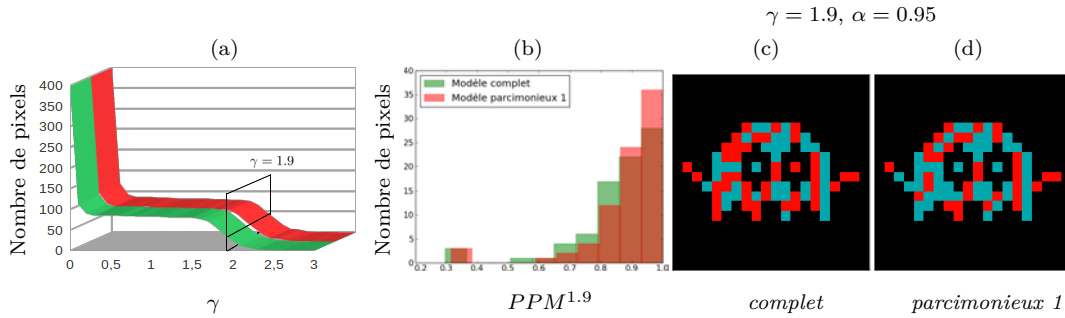 γ = 1.9, α = 0.95
(a)
(b)
(c)
(d)
Nombre de pixels
400
350
300
250
200
150
100
50
0
0
0,5
1
1,5
2
2,5
3
γ = 1.9
γ
Nombre de pixels
40
35
30
25
20
15
10
5
0
0.2
0.3
0.4
0.5
0.6
0.7
0.8
0.9
1.0
Modèle complet
Modèle parcimonieux 1
PPM^1.9
complet
parcimonieux 1